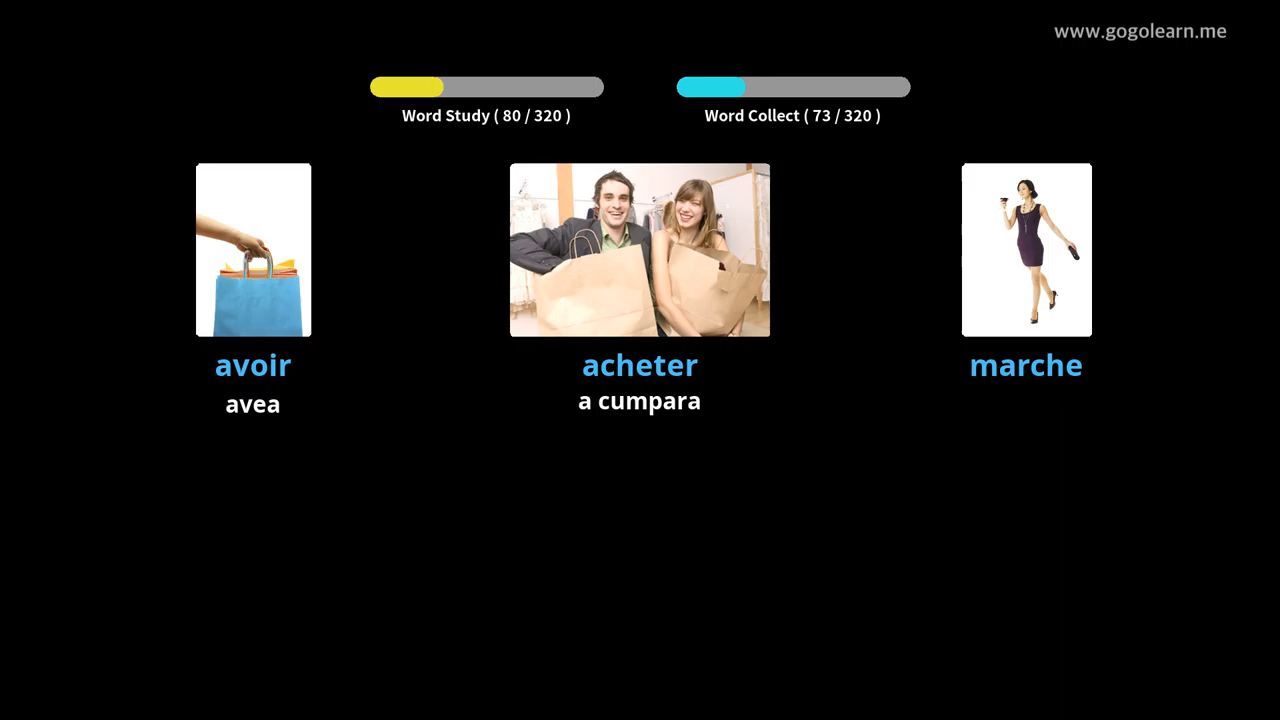 www.gogolearn.me
Word Study ( 80 / 320 )
Word Collect ( 73 / 320 )
avoir
avea
acheter
a cumpara
marche